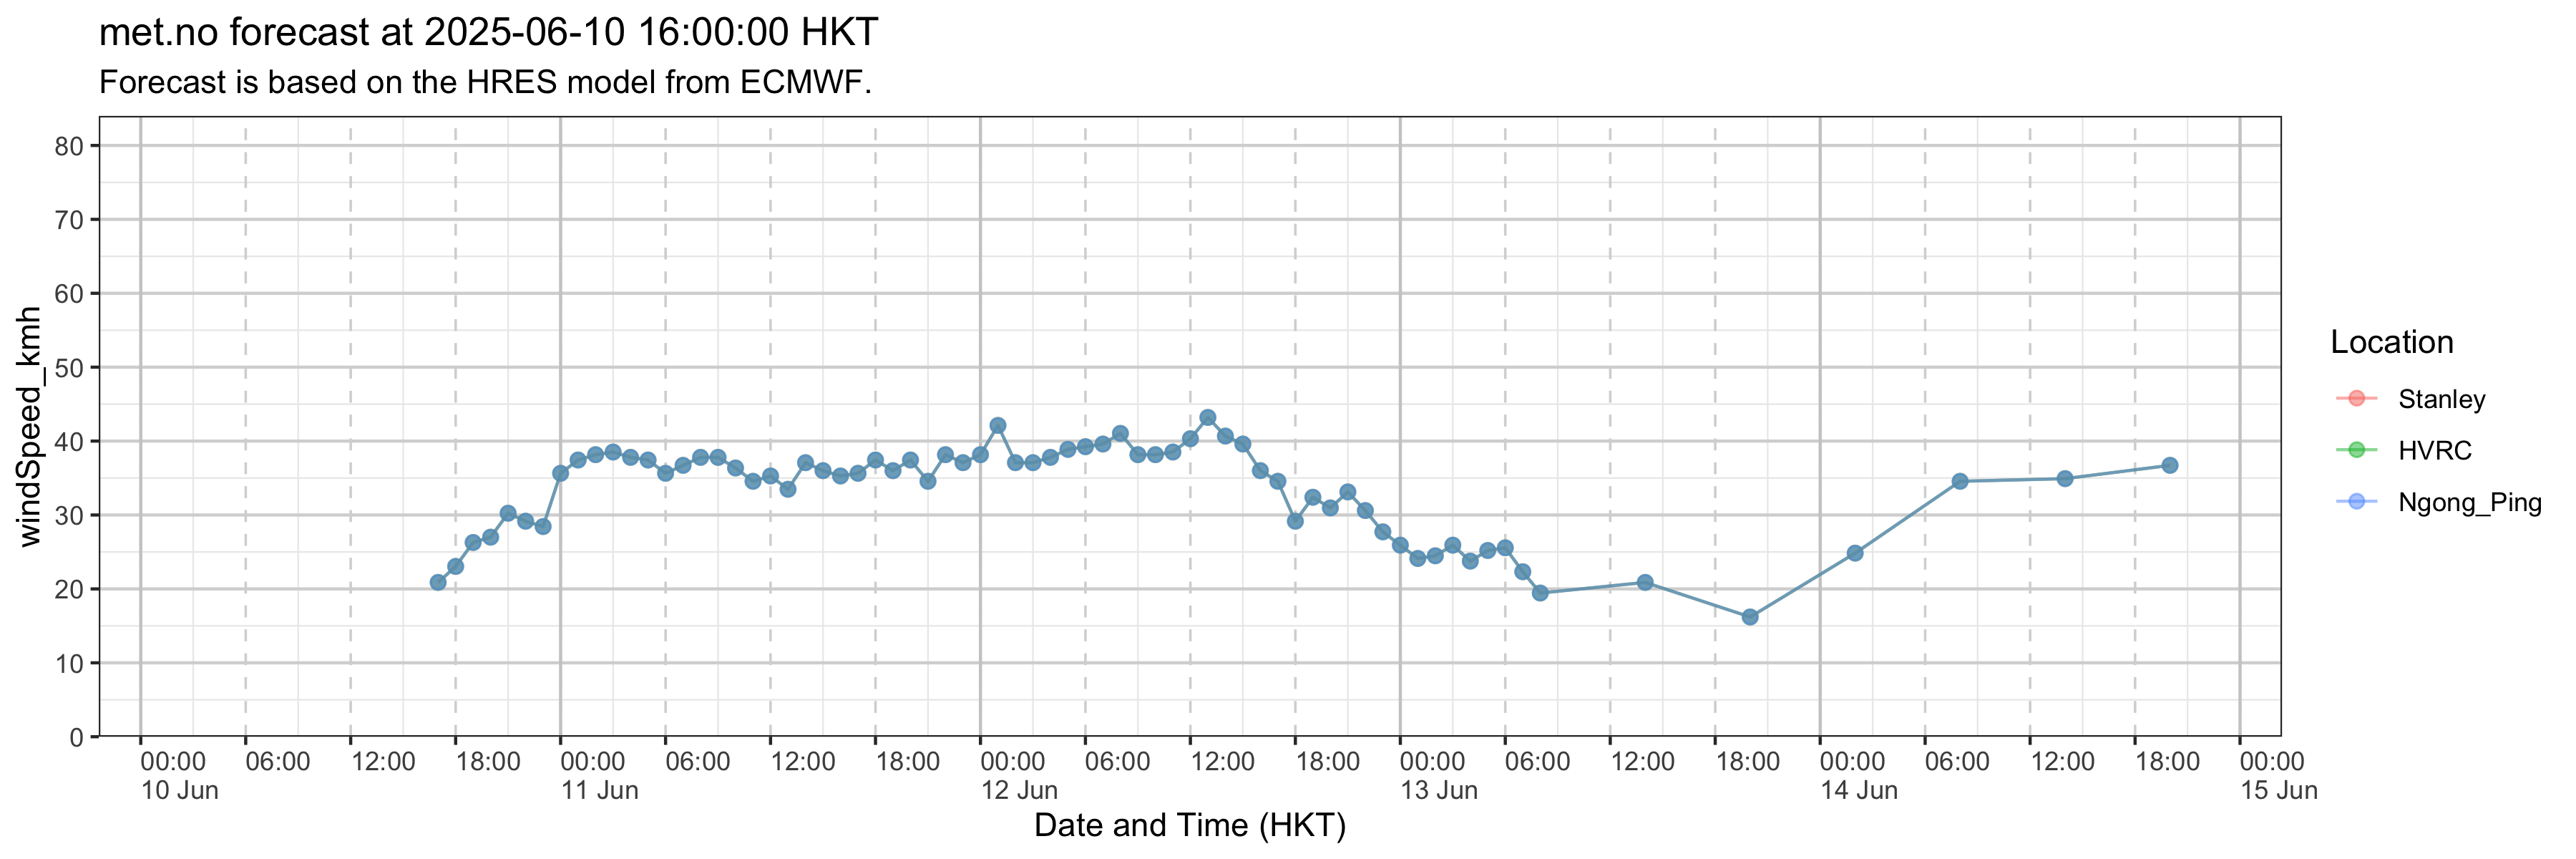 met.no forecast at 2025-06-10 16:00:00 HKT
Forecast is based on the HRES model from ECMWF.
windSpeed_kmh
80
70
60
50
40
30
20
10
0
00:00 06:00 12:00 18:00 00:00 06:00 12:00 18:00 00:00 06:00 12:00 18:00 00:00 06:00 12:00 18:00 00:00 06:00 12:00 18:00 00:00
10 Jun 11 Jun 12 Jun 13 Jun 14 Jun 15 Jun
Date and Time (HKT)
Location
Stanley
HVRC
Ngong_Ping